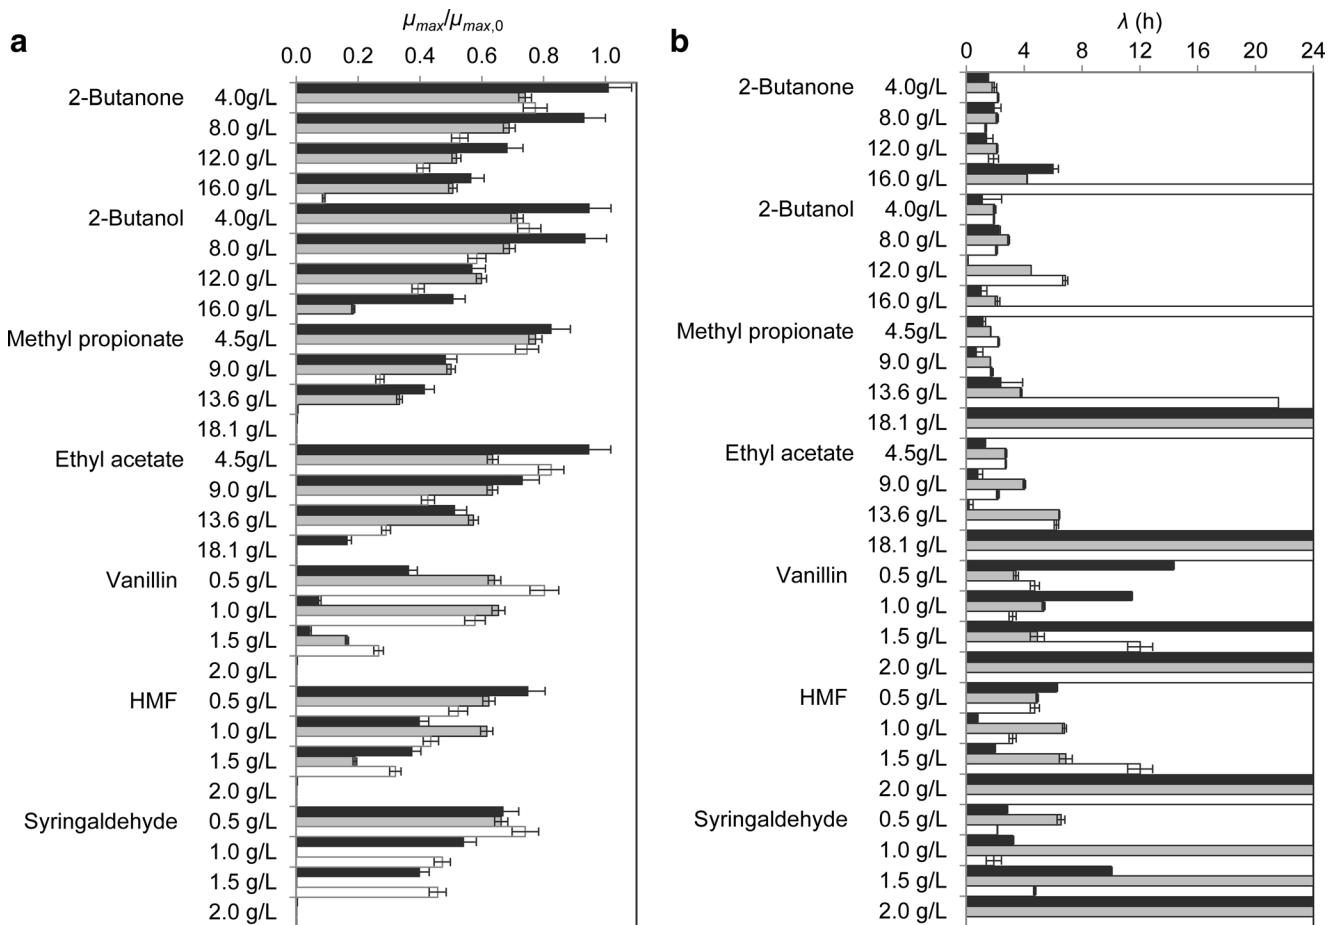 a
μmax/μmax,0
0.0 0.2 0.4 0.6 0.8 1.0
2-Butanone 4.0g/L
8.0 g/L
12.0 g/L
16.0 g/L
2-Butanol 4.0g/L
8.0 g/L
12.0 g/L
16.0 g/L
Methyl propionate 4.5g/L
9.0 g/L
13.6 g/L
18.1 g/L
Ethyl acetate 4.5g/L
9.0 g/L
13.6 g/L
18.1 g/L
Vanillin 0.5 g/L
1.0 g/L
1.5 g/L
2.0 g/L
HMF 0.5 g/L
1.0 g/L
1.5 g/L
2.0 g/L
Syringaldehyde 0.5 g/L
1.0 g/L
1.5 g/L
2.0 g/L
b
λ (h)
0 4 8 12 16 20 24
2-Butanone 4.0g/L
8.0 g/L
12.0 g/L
16.0 g/L
2-Butanol 4.0g/L
8.0 g/L
12.0 g/L
16.0 g/L
Methyl propionate 4.5g/L
9.0 g/L
13.6 g/L
18.1 g/L
Ethyl acetate 4.5g/L
9.0 g/L
13.6 g/L
18.1 g/L
Vanillin 0.5 g/L
1.0 g/L
1.5 g/L
2.0 g/L
HMF 0.5 g/L
1.0 g/L
1.5 g/L
2.0 g/L
Syringaldehyde 0.5 g/L
1.0 g/L
1.5 g/L
2.0 g/L